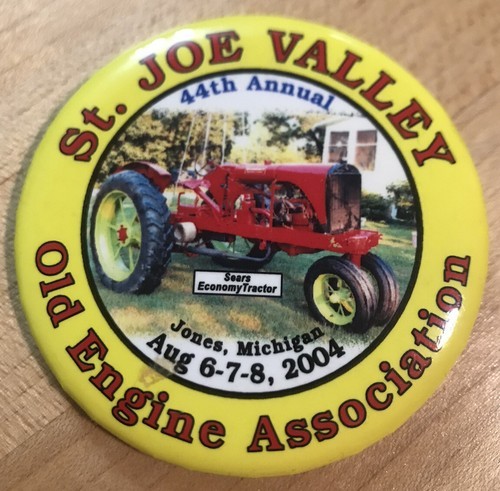 St. JOE VALLEY
44th Annual
Sears
EconomyTractor
Jones, Michigan
Aug 6-7-8, 2004
Old Engine Association